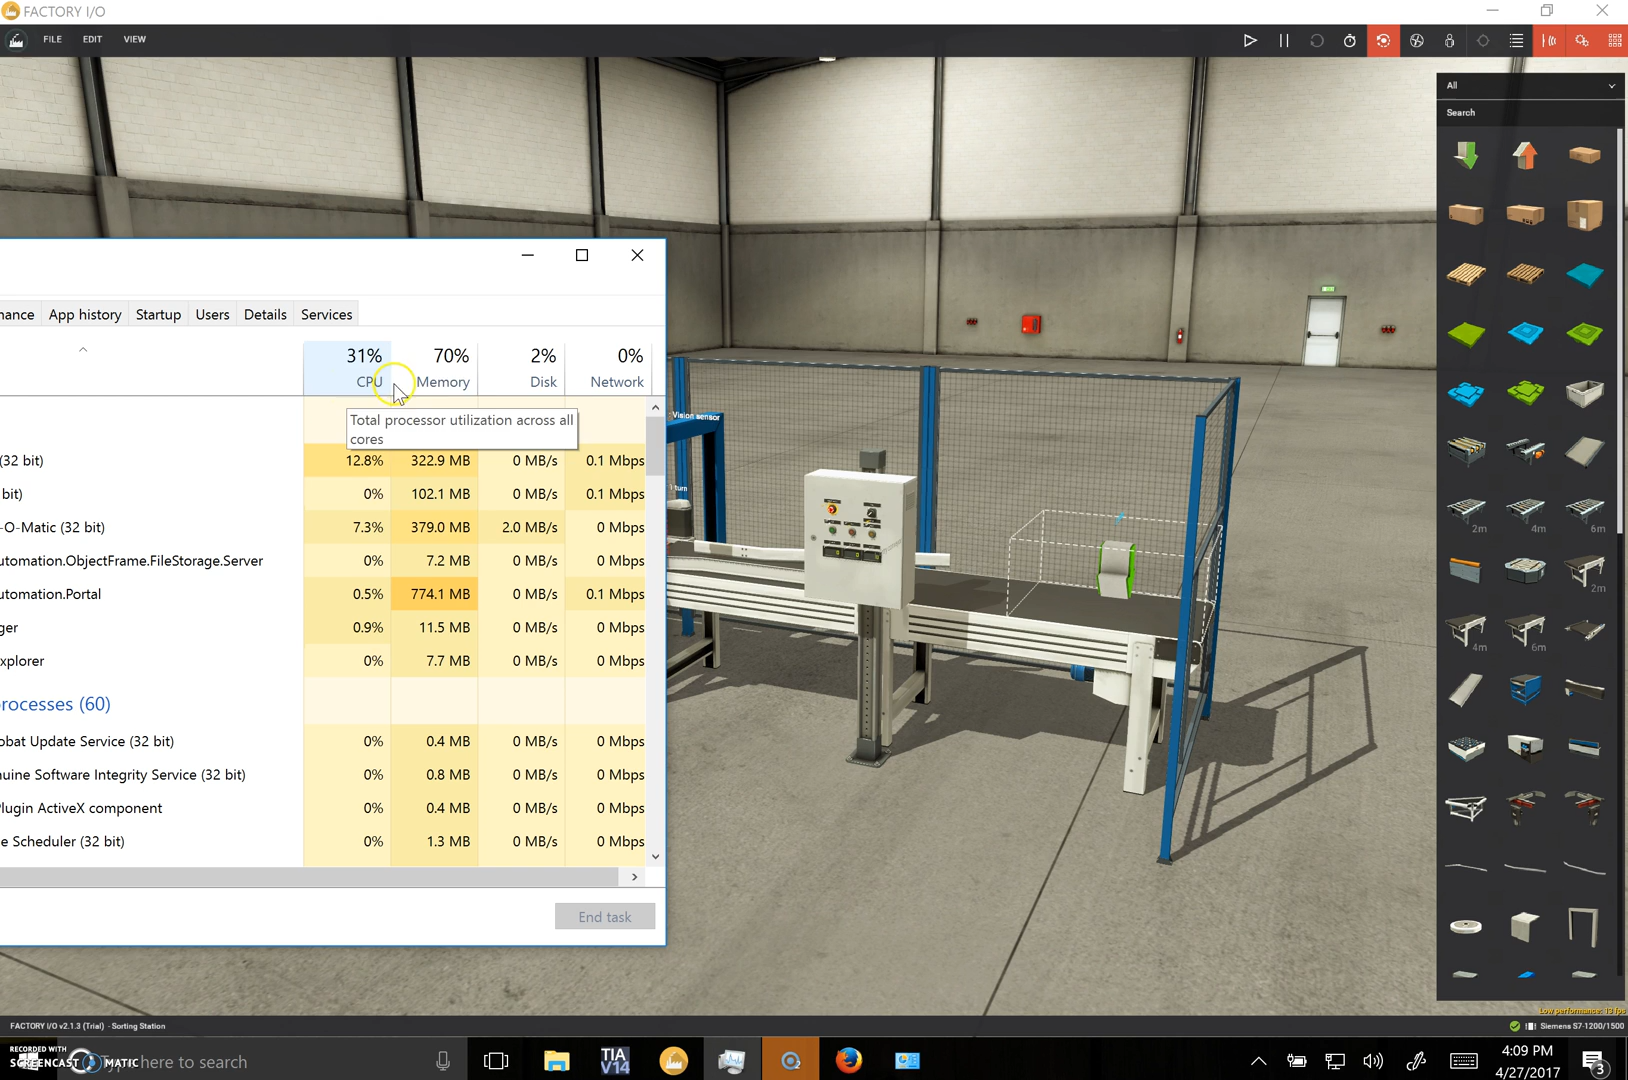 FACTORY I/O
FILE EDIT VIEW
All
Search
nance App history Startup Users Details Services
31% 70% 2% 0%
CPU Memory Disk Network
Total processor utilization across all
cores
(32 bit) 12.8% 322.9 MB 0 MB/s 0.1 Mbps
bit) 0% 102.1 MB 0 MB/s 0.1 Mbps
-O-Matic (32 bit) 7.3% 379.0 MB 2.0 MB/s 0 Mbps
utomation.ObjectFrame.FileStorage.Server 0% 7.2 MB 0 MB/s 0 Mbps
utomation.Portal 0.5% 774.1 MB 0 MB/s 0.1 Mbps
ger 0.9% 11.5 MB 0 MB/s 0 Mbps
xplorer 0% 7.7 MB 0 MB/s 0 Mbps
rocesses (60)
obat Update Service (32 bit) 0% 0.4 MB 0 MB/s 0 Mbps
nuine Software Integrity Service (32 bit) 0% 0.8 MB 0 MB/s 0 Mbps
Plugin ActiveX component 0% 0.4 MB 0 MB/s 0 Mbps
e Scheduler (32 bit) 0% 1.3 MB 0 MB/s 0 Mbps
End task
Vision sensor
turn
2m 4m 6m
2m
4m 6m
Low performance: 13 fps
FACTORY I/O v2.1.3 (Trial) - Sorting Station
Siemens S7-1200/1500
RECORDED WITH
SCREENCAST MATIC
here to search
TIA
V14
4:09 PM
4/27/2017
3